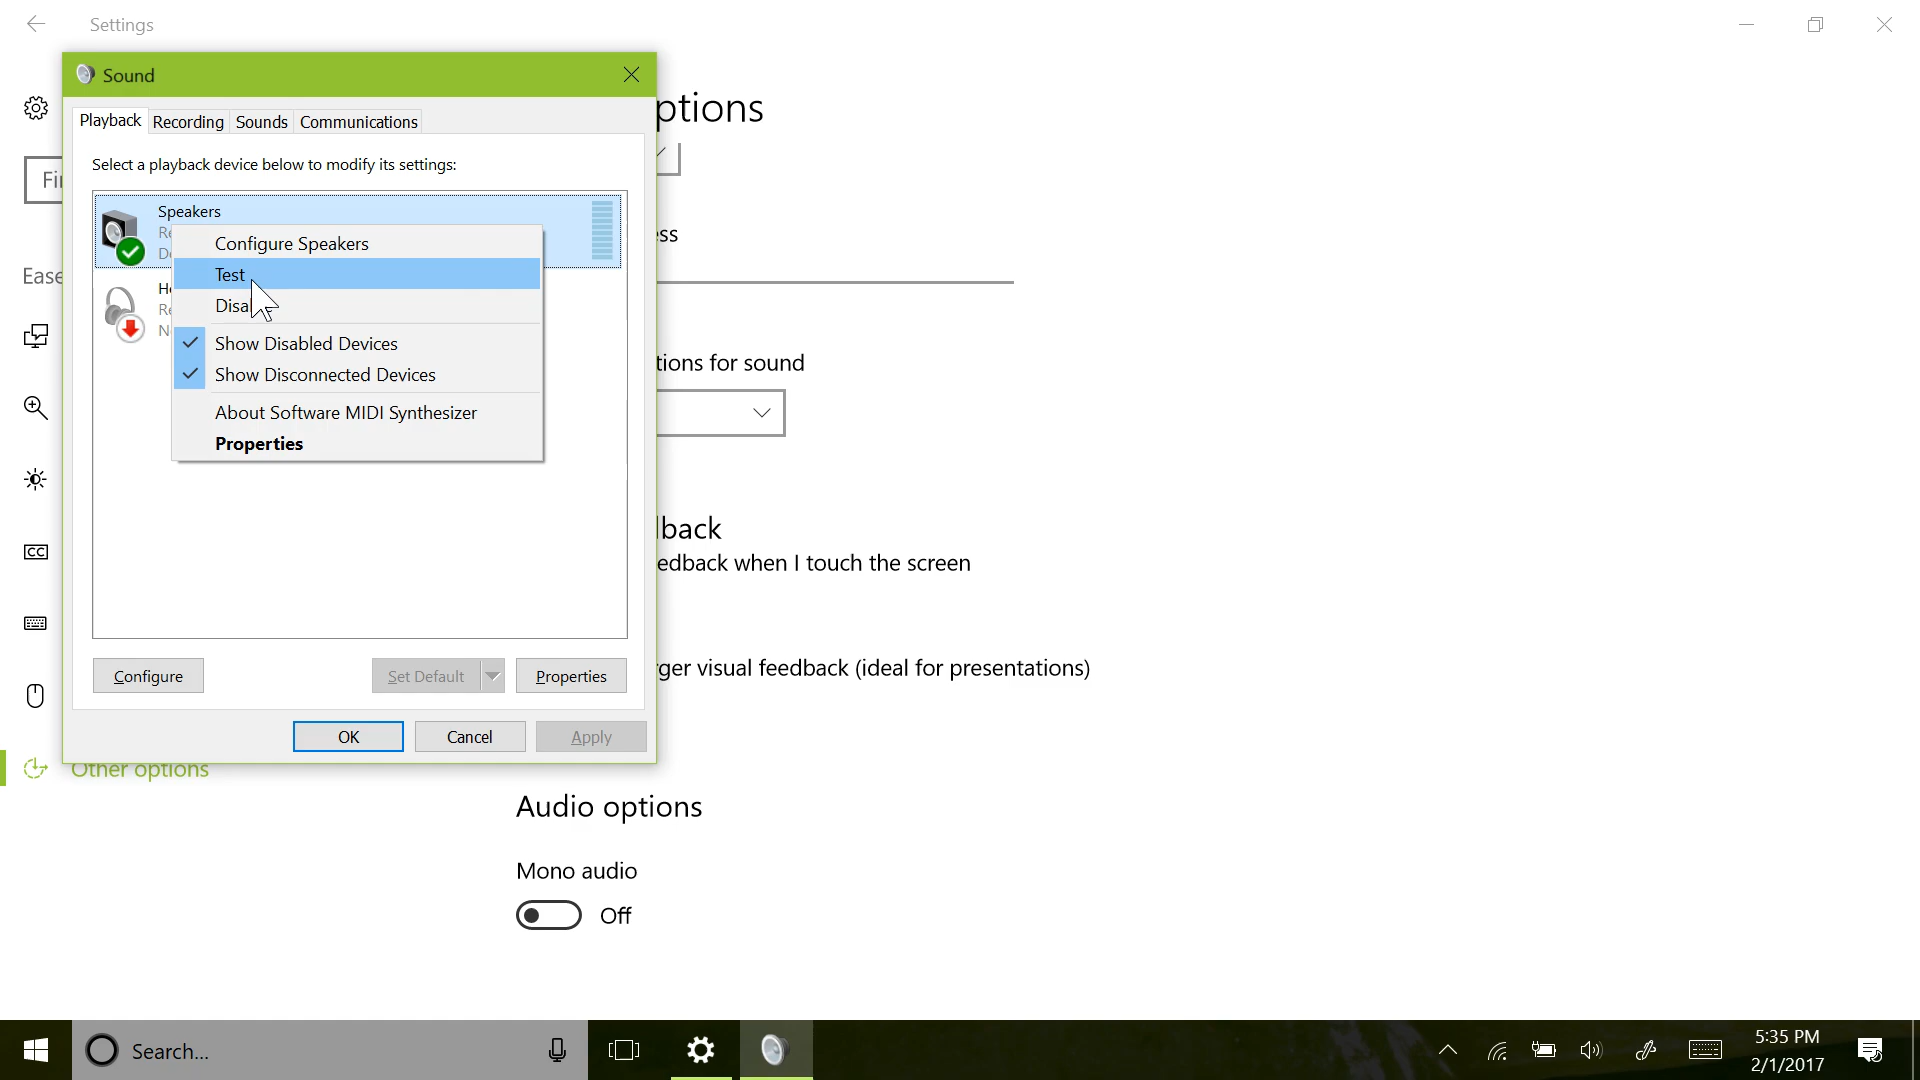 Settings
Sound
Playback
Recording
Sounds
Communications
Select a playback device below to modify its settings:
Speakers
Configure Speakers
Test
Show Disabled Devices
Show Disconnected Devices
About Software MIDI Synthesizer
Properties
Configure
Set Default
Properties
OK
Cancel
Apply
Other options
ptions
ess
tions for sound
back
edback when I touch the screen
ger visual feedback (ideal for presentations)
Audio options
Mono audio
Off
Ease
CC
Search...
5:35 PM
2/1/2017